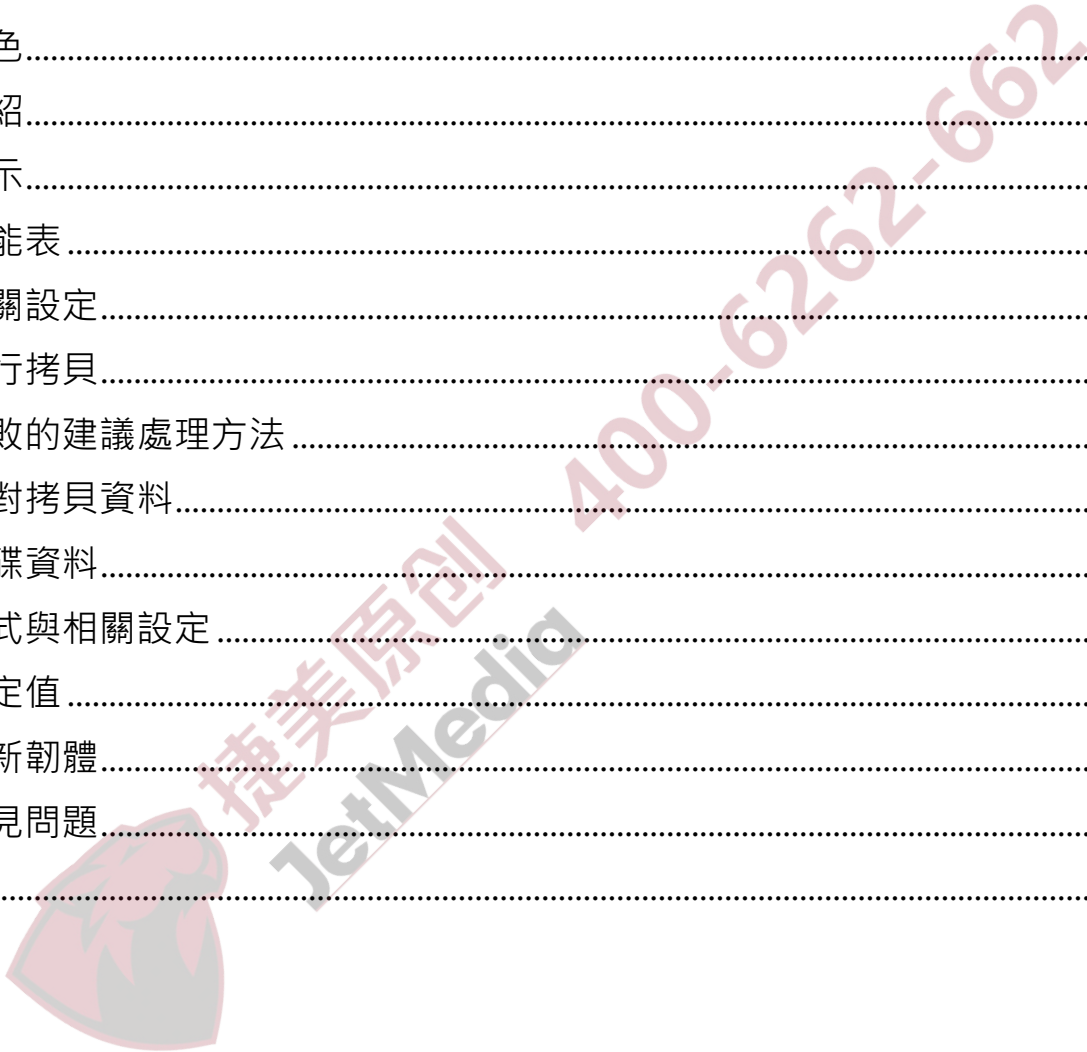 色
紹
示
能表
關設定
行拷貝
敗的建議處理方法
對拷貝資料
碟資料
式與相關設定
定值
新韌體
見問題
捷美原创 400-6262-662
JetMedia